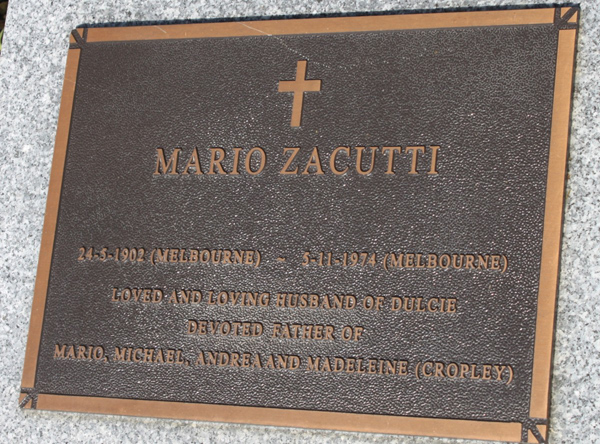 MARIO ZACUTTI
24-5-1902 (MELBOURNE) - 5-11-1974 (MELBOURNE)
LOVED AND LOVING HUSBAND OF DULCIE
DEVOTED FATHER OF
MARIO, MICHAEL, ANDREA AND MADELEINE (CROPLEY)